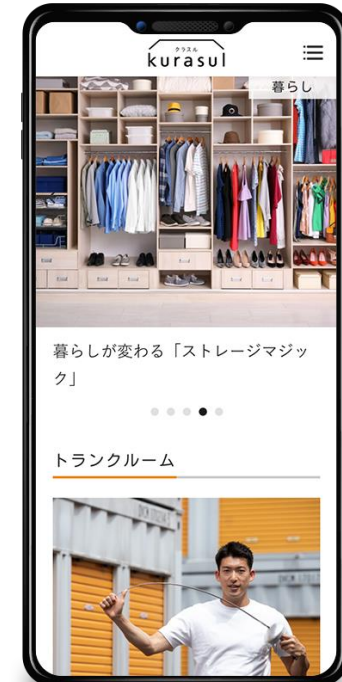 クラスル
kurasul
暮らし
暮らしが変わる「ストレージマジッ
ク」
トランクルーム